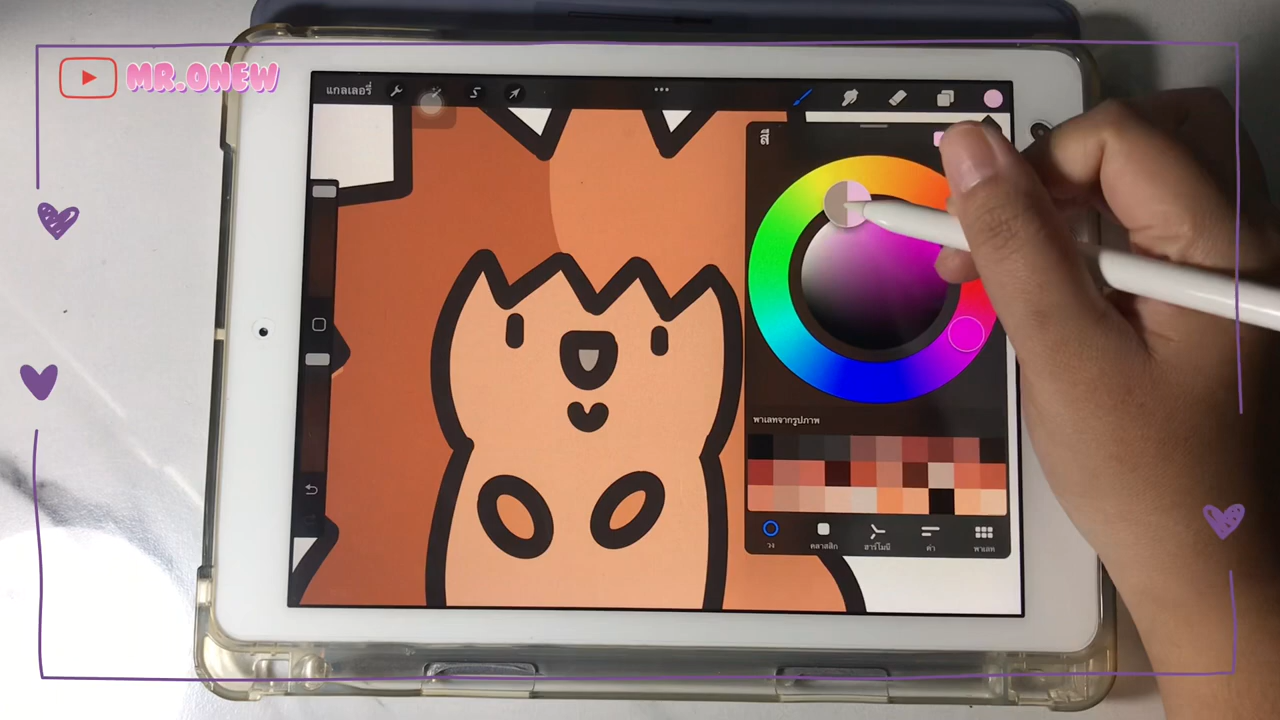 MR.ONEW
แกลเลอรี่
สี
พาเลทจากรูปภาพ
วง
คลาสสิก
ฮาร์โมนี
ค่า
พาเลท